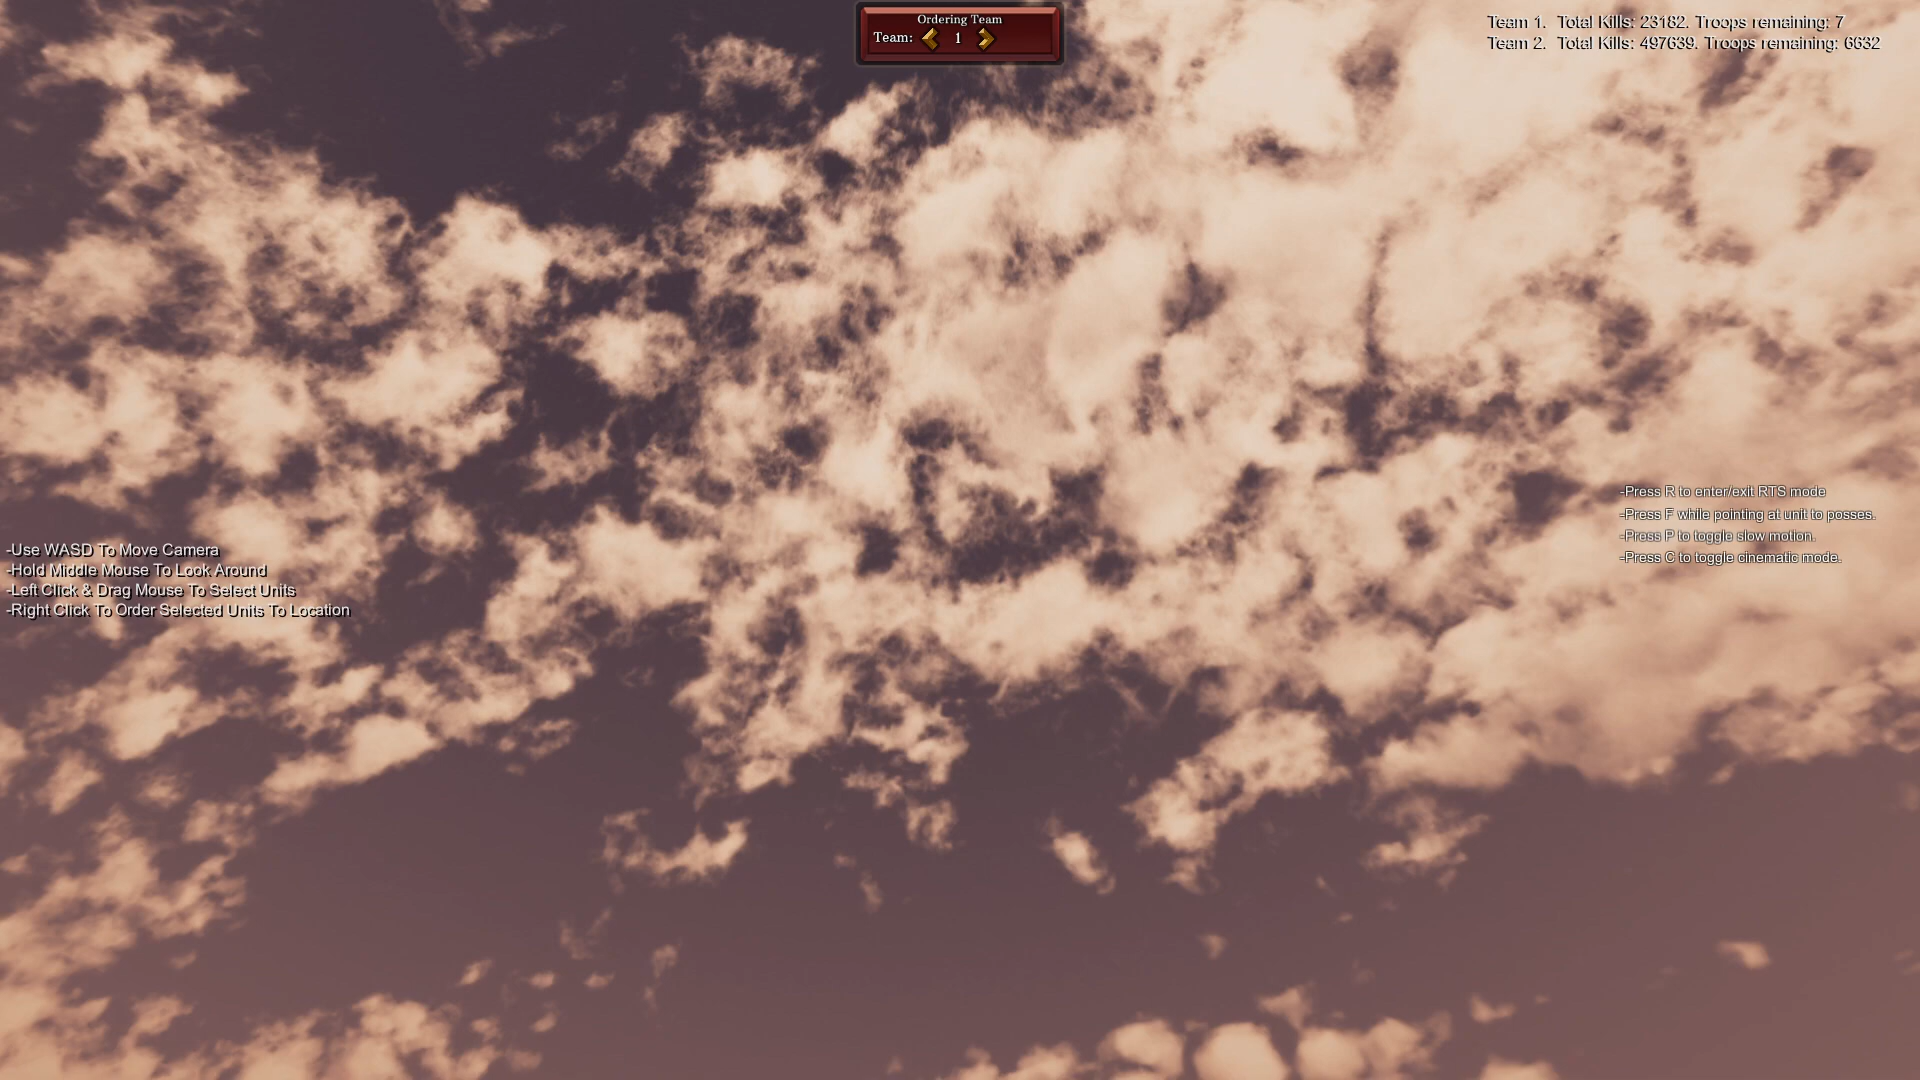 Ordering Team
Team: 1
Team 1. Total Kills: 23182. Troops remaining: 7
Team 2. Total Kills: 497639. Troops remaining: 6632
-Press R to enter/exit RTS mode
-Press F while pointing at unit to posses.
-Press P to toggle slow motion.
-Press C to toggle cinematic mode.
-Use WASD To Move Camera
-Hold Middle Mouse To Look Around
-Left Click & Drag Mouse To Select Units
-Right Click To Order Selected Units To Location